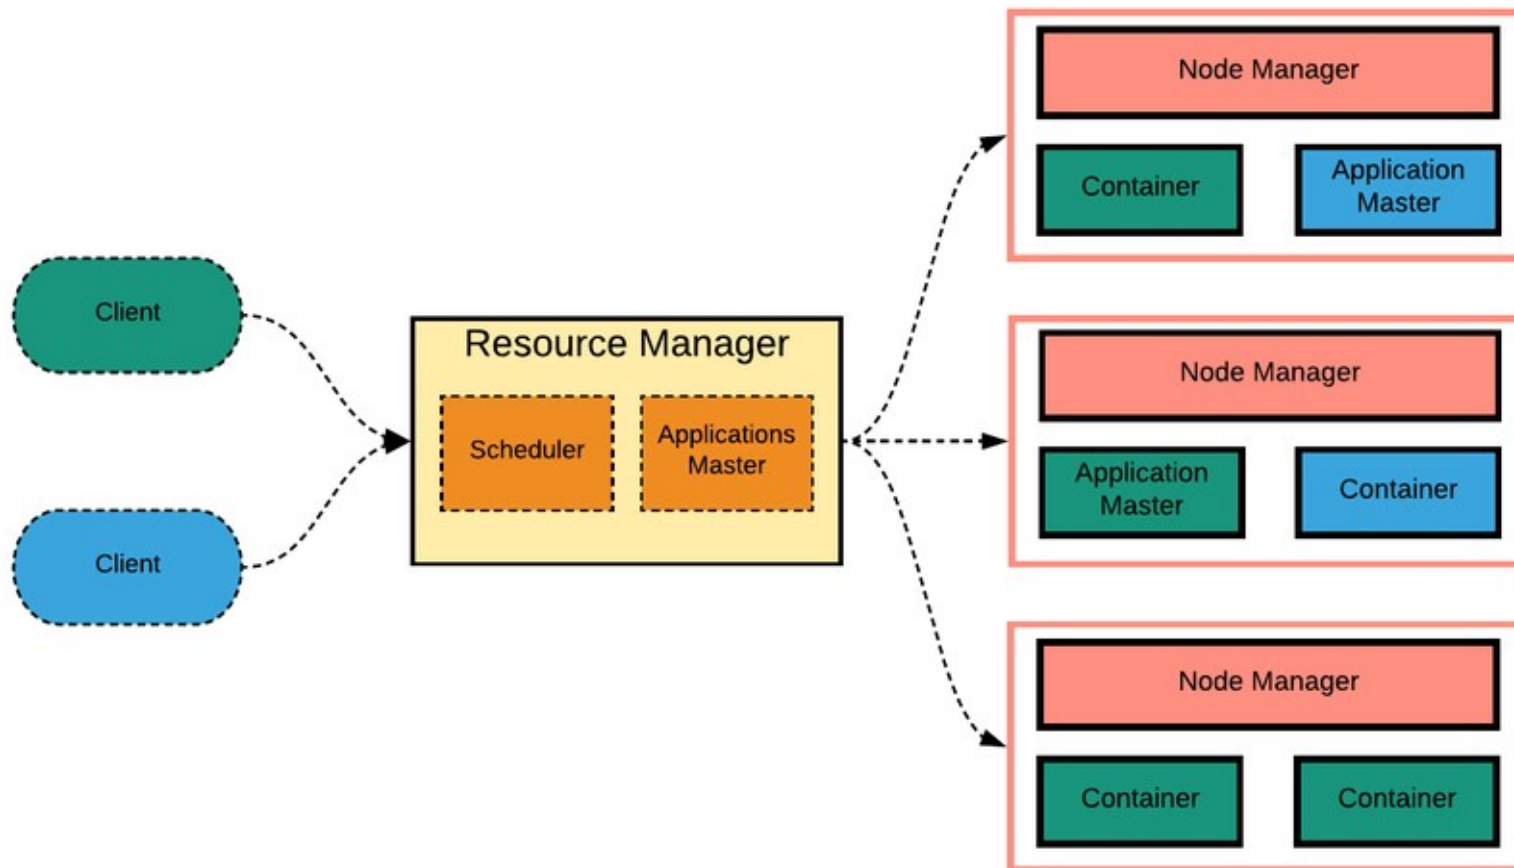 Client
Client
Resource Manager
Scheduler
Applications
Master
Node Manager
Container
Application
Master
Node Manager
Application
Master
Container
Node Manager
Container
Container